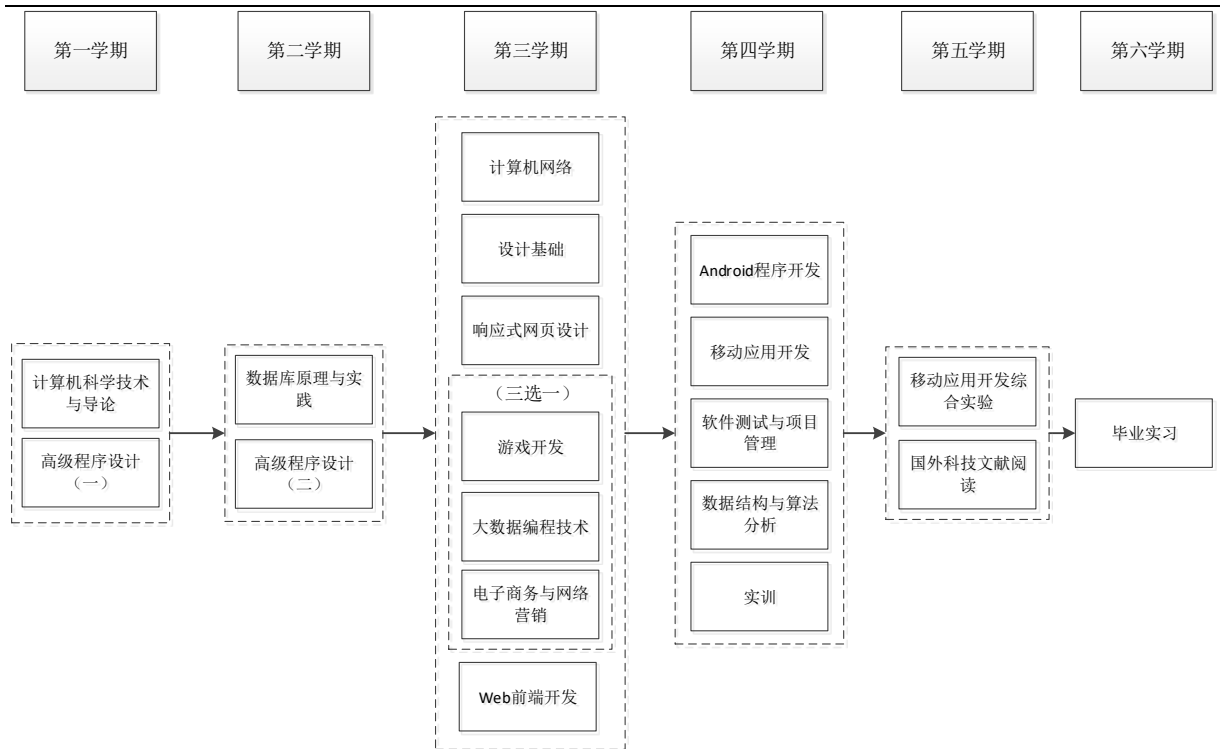 第一学期
第二学期
第三学期
第四学期
第五学期
第六学期
计算机科学技术
与导论
高级程序设计
（一）
数据库原理与实
践
高级程序设计
（二）
计算机网络
设计基础
响应式网页设计
（三选一）
游戏开发
大数据编程技术
电子商务与网络
营销
Web前端开发
Android程序开发
移动应用开发
软件测试与项目
管理
数据结构与算法
分析
实训
移动应用开发综
合实验
国外科技文献阅
读
毕业实习